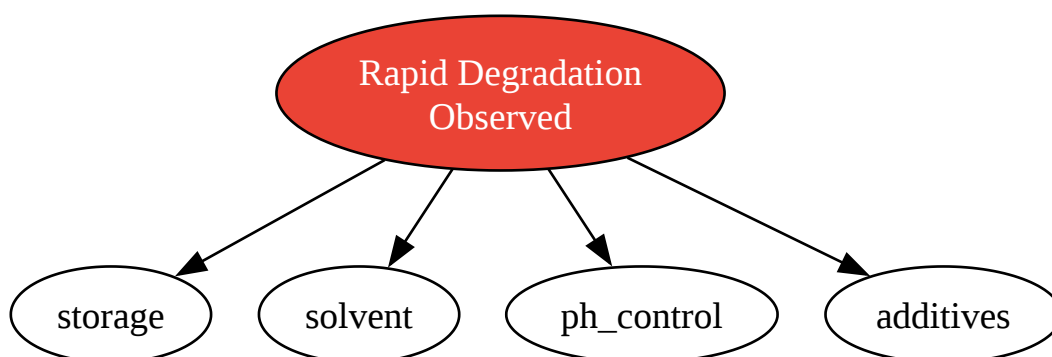 Rapid Degradation
Observed
storage
solvent
ph_control
additives